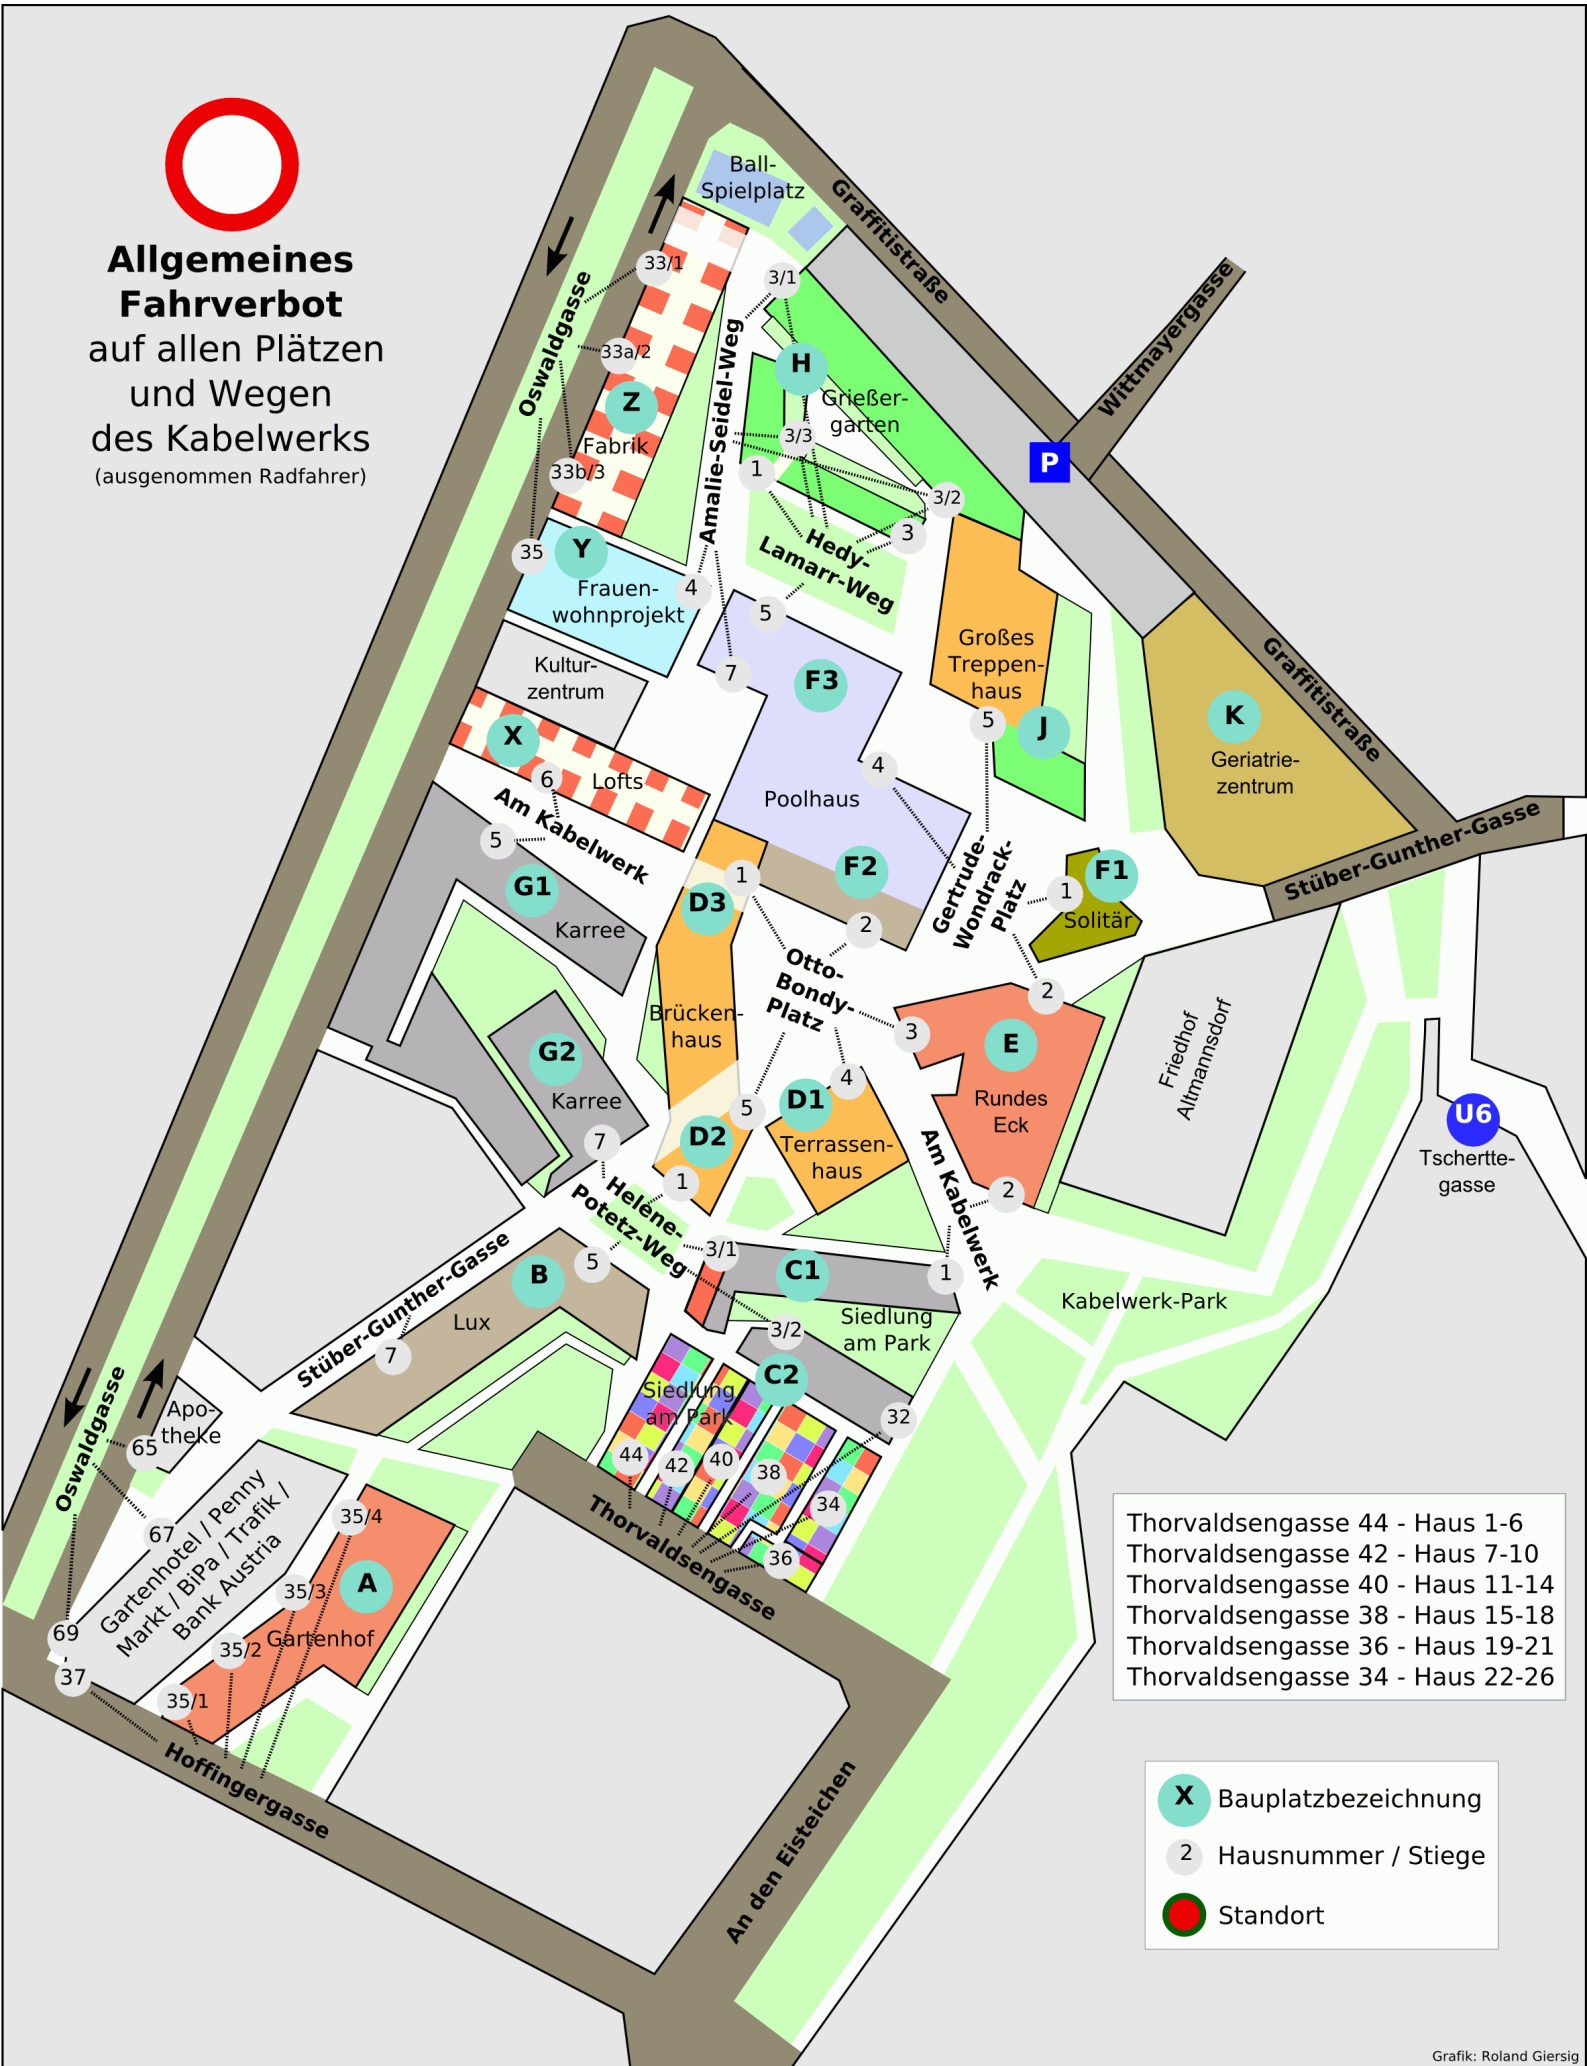 Allgemeines
Fahrverbot
auf allen Plätzen
und Wegen
des Kabelwerks
(ausgenommen Radfahrer)
Ball-
Spielplatz
Graffitistraße
Wittmayergasse
P
Oswaldgasse
33/1
33a/2
Z
Fabrik
33b/3
35
Y
Frauen-
wohnprojekt
4
Amalie-Seidel-Weg
3/1
H
Grießer-
garten
3/3
1
3/2
3
Hedy-
Lamarr-Weg
5
7
F3
Großes
Treppen-
haus
5
J
K
Geriatrie-
zentrum
Graffitistraße
Stüber-Gunther-Gasse
Kultur-
zentrum
X
6
Lofts
Am Kabelwerk
5
G1
Karree
4
Poolhaus
F2
1
D3
2
Gertrude-
Wondrack-
Platz
F1
1
Solitär
Otto-
Bondy-
Platz
2
3
E
Rundes
Eck
2
Friedhof
Altmannsdorf
U6
Tschertte-
gasse
Brücken-
haus
G2
Karree
7
5
D2
1
4
D1
Terrassen-
haus
Am Kabelwerk
Helene-
Potetz-Weg
Stüber-Gunther-Gasse
B
5
Lux
7
3/1
C1
1
Siedlung
am Park
3/2
C2
32
Kabelwerk-Park
Siedlung
am Park
44
42
40
38
34
36
Thorvaldsengasse
Oswaldgasse
Apo-
theke
65
67
69
37
Gartenhotel / Penny
Markt / BiPa / Trafik /
Bank Austria
35/4
35/3
A
35/2
Gartenhof
35/1
Hoffingergasse
An den Eisteichen
Thorvaldsengasse 44 - Haus 1-6
Thorvaldsengasse 42 - Haus 7-10
Thorvaldsengasse 40 - Haus 11-14
Thorvaldsengasse 38 - Haus 15-18
Thorvaldsengasse 36 - Haus 19-21
Thorvaldsengasse 34 - Haus 22-26
X Bauplatzbezeichnung
2 Hausnummer / Stiege
Standort
Grafik: Roland Giersig